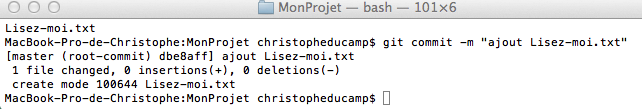 MonProjet — bash — 101×6
Lisez-moi.txt
MacBook-Pro-de-Christophe:MonProjet christopheducamp$ git commit -m "ajout Lisez-moi.txt"
[master (root-commit) dbe8aff] ajout Lisez-moi.txt
 1 file changed, 0 insertions(+), 0 deletions(-)
 create mode 100644 Lisez-moi.txt
MacBook-Pro-de-Christophe:MonProjet christopheducamp$